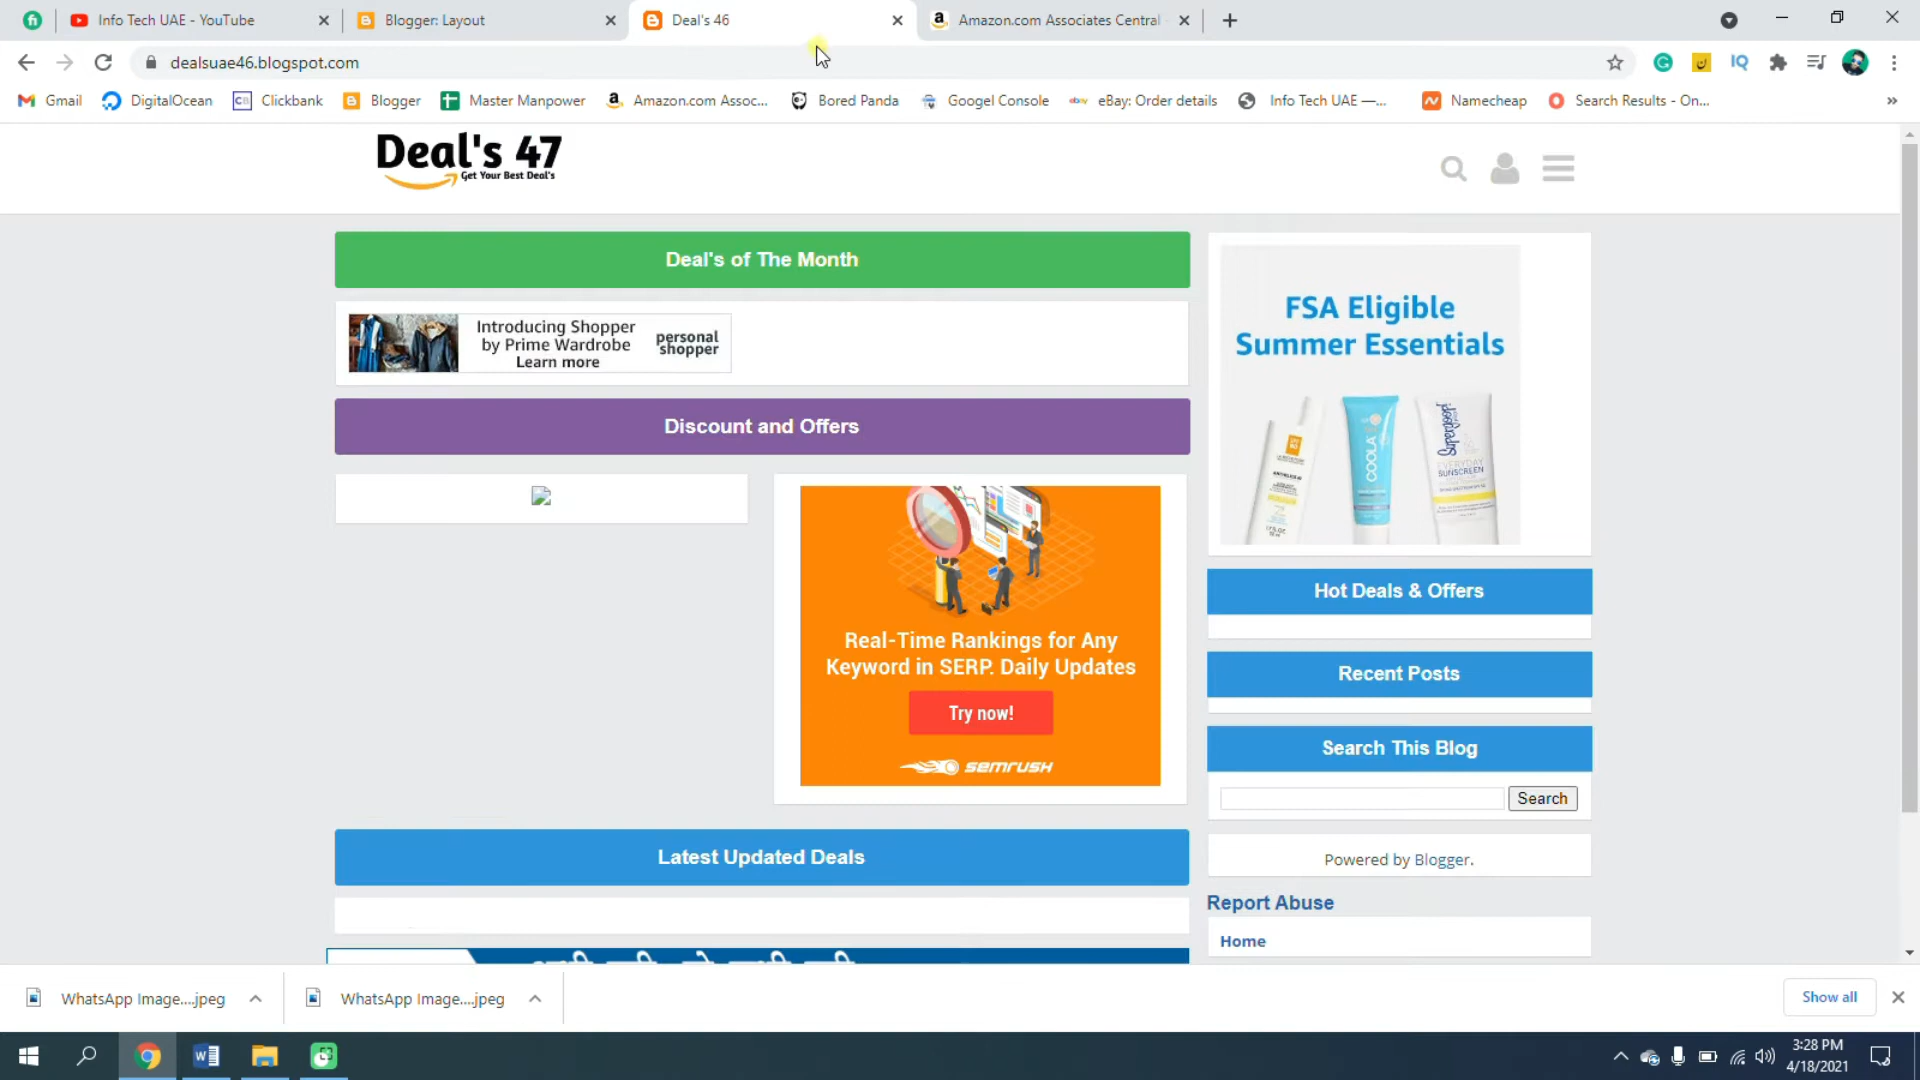 Info Tech UAE - YouTube
Blogger: Layout
Deal's 46
Amazon.com Associates Central
dealsuae46.blogspot.com
Gmail
DigitalOcean
Clickbank
Blogger
Master Manpower
Amazon.com Assoc...
Bored Panda
Googel Console
eBay: Order details
Info Tech UAE —...
Namecheap
Search Results - On...
Deal's 47
Get Your Best Deal's
Deal's of The Month
Introducing Shopper
by Prime Wardrobe
Learn more
personal
shopper
Discount and Offers
Real-Time Rankings for Any
Keyword in SERP. Daily Updates
Try now!
SEMRUSH
Latest Updated Deals
FSA Eligible
Summer Essentials
COOLA
Supergoop!
EVERYDAY
SUNSCREEN
Hot Deals & Offers
Recent Posts
Search This Blog
Search
Powered by Blogger.
Report Abuse
Home
WhatsApp Image....jpeg
WhatsApp Image....jpeg
Show all
3:28 PM
4/18/2021